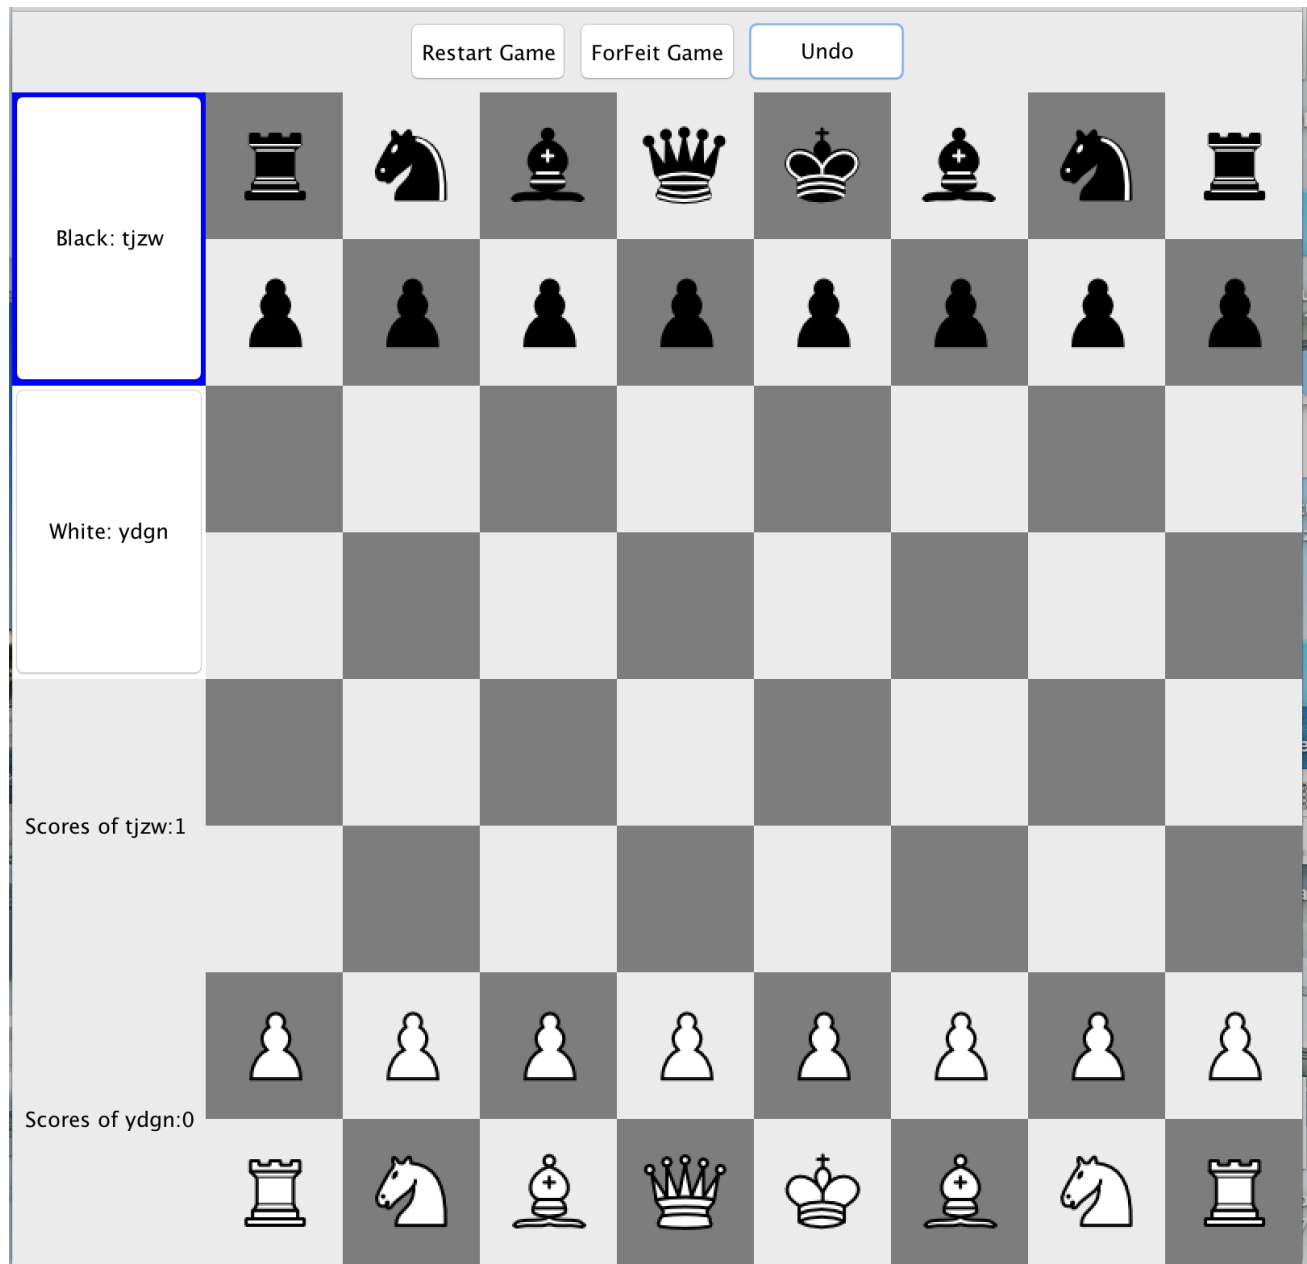 Restart Game
ForFeit Game
Undo
Black: tjzw
White: ydgn
Scores of tjzw:1
Scores of ydgn:0